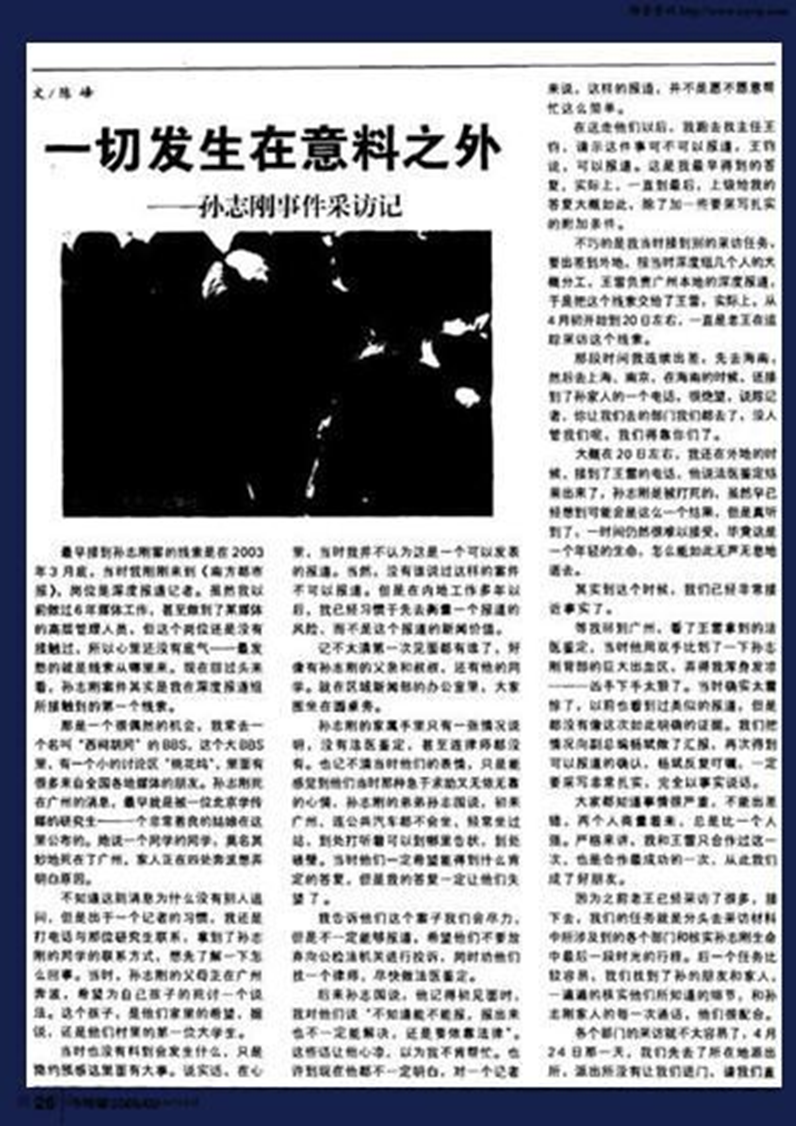 文/陈 峰
一切发生在意料之外
——孙志刚事件采访记
最早接到孙志刚案的线索是在2003
年3月底，当时我刚刚来到《南方都市
报》，岗位是深度报道记者。虽然我以
前做过6年媒体工作，甚至做到了某媒体
的高层管理人员，但这个岗位还是没有
接触过，所以心里还没有底气——最发
愁的就是线索从哪里来。现在回过头来
看，孙志刚案件其实是我在深度报道组
所接触到的第一个线索。
那是一个很偶然的机会，我常去一
个名叫“西祠胡同”的BBS，这个大BBS
里，有一个小的讨论区“桃花坞”，里面有
很多来自全国各地媒体的朋友。孙志刚死
在广州的消息，最早就是被一位北京学传
媒的研究生——一个非常善良的姑娘在这
里公布的。她说一个同学的同学，莫名其
妙地死在了广州，家人正在四处奔波想弄
明白原因。
不知道这则消息为什么没有别人追
问，但是出于一个记者的习惯，我还是
打电话与那位研究生联系，拿到了孙志
刚的同学的联系方式，想先了解一下怎
么回事。当时，孙志刚的父母正在广州
奔波，希望为自己孩子的死讨一个说
法。这个孩子，是他们家里的希望，据
说，还是他们村里的第一位大学生。
当时也没有料到会发生什么，只是
隐约预感这里面有大事。说实话，在心
里，当时我并不认为这是一个可以发表
的报道。当然，没有谁说过这样的案件
不可以报道。但是在内地工作多年以
后，我已经习惯于先去衡量一个报道的
风险，而不是这个报道的新闻价值。
记不太清第一次见面都有谁了，好
像有孙志刚的父亲和叔叔，还有他的同
学。就在区域新闻部的办公室里，大家
围坐在圆桌旁。
孙志刚的家属手里只有一张情况说
明，没有法医鉴定，甚至连律师都没
有。也记不清当时他们的表情，只是能
感觉到他们当时那种急于求助又无依无靠
的心情。孙志刚的弟弟孙志国说，初来
广州，连公共汽车都不会坐，经常坐过
站，到处打听着可以到哪里告状，到处
碰壁。当时他们一定希望能得到什么肯
定的答复，但是我的答复一定让他们失
望了。
我告诉他们这个案子我们会尽力，
但是不一定能够报道，希望他们不要放
弃向公检法机关进行投诉，同时劝他们
找一个律师，尽快做法医鉴定。
后来孙志国说，他记得初见面时，
我对他们说“不知道能不能报，报出来
也不一定能解决，还是要依靠法律”。
这些话让他心凉，以为我不肯帮忙。也
许到现在他都不一定明白，对一个记者
来说，这样的报道，并不是愿不愿意帮
忙这么简单。
在送走他们以后，我跑去找主任王
钧，请示这件事可不可以报道，王钧
说，可以报道。这是我最早得到的答
复，实际上，一直到最后，上级给我的
答复大概如此，除了加一些要采写扎实
的附加条件。
不巧的是我当时接到别的采访任务，
要出差到外地，按当时深度组几个人的大
概分工，王雷负责广州本地的深度报道，
于是把这个线索交给了王雷，实际上，从
4月初开始到20日左右，一直是老王在追
踪采访这个线索。
那段时间我连续出差，先去海南，
然后去上海、南京，在海南的时候，还接
到了孙家人的一个电话，很绝望，说陈记
者，你让我们去的部门我们都去了，没人
管我们呢，我们得靠你们了。
大概在20日左右，我还在外地的时
候，接到了王雷的电话，他说法医鉴定结
果出来了，孙志刚是被打死的，虽然早已
经想到可能会是这么一个结果，但是真听
到了，一时间仍然很难以接受，毕竟这是
一个年轻的生命，怎么能如此无声无息地
逝去。
其实到这个时候，我们已经非常接
近事实了。
等我回到广州，看了王雷拿到的法
医鉴定，当时他用双手比划了一下孙志
刚背部的巨大出血区，弄得我浑身发凉
——凶手下手太狠了。当时确实太震
惊了，以前也看到过类似的报道，但是
都没有像这次如此明确的证据。我们把
情况向副总编杨斌做了汇报，再次得到
可以报道的确认，杨斌反复叮嘱，一定
要采写非常扎实，完全以事实说话。
大家都知道事情很严重，不能出差
错，两个人商量着来，总是比一个人
强。严格来讲，我和王雷只合作过这一
次，也是合作最成功的一次，从此我们
成了好朋友。
因为之前老王已经采访了很多，接
下去，我们的任务就是分头去采访材料
中所涉及到的各个部门和核实孙志刚生命
中最后一段时光的行程。后一个任务比
较容易，我们找到了孙的朋友和家人，
一遍遍的核实他们所知道的细节，和孙
志刚家人的每一次通话，他们很配合。
各个部门的采访就不太容易了，4月
24日那一天，我们先去了所在地派出
所，派出所没有让我们进门，请我们直
26